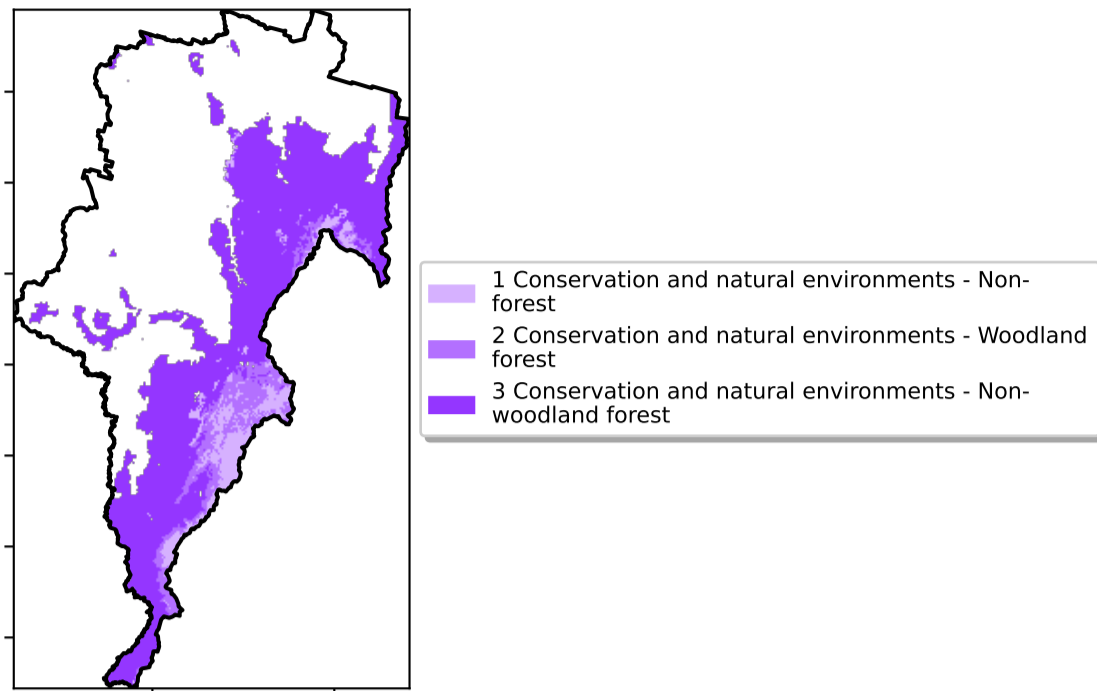 1 Conservation and natural environments - Non-
forest
2 Conservation and natural environments - Woodland
forest
3 Conservation and natural environments - Non-
woodland forest